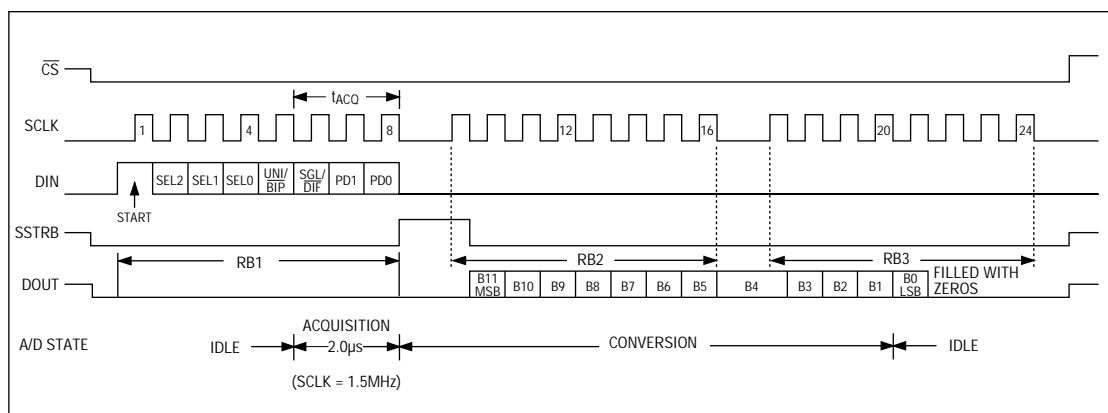 CS
tACQ
SCLK 1 4 8 12 16 20 24
DIN SEL2 SEL1 SEL0 UNI/ BIP SGL/ DIF PD1 PD0
START
SSTRB
RB1 RB2 RB3
DOUT B11 MSB B10 B9 B8 B7 B6 B5 B4 B3 B2 B1 B0 LSB FILLED WITH ZEROS
ACQUISITION
A/D STATE IDLE 2.0µs CONVERSION IDLE
(SCLK = 1.5MHz)